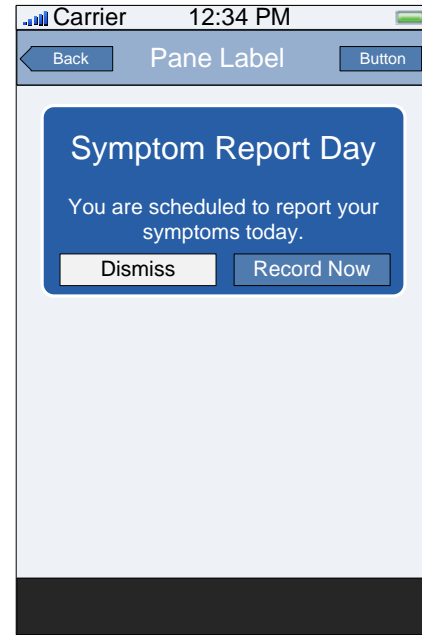 Carrier 12:34 PM
Back Pane Label Button
Symptom Report Day
You are scheduled to report your
symptoms today.
Dismiss Record Now